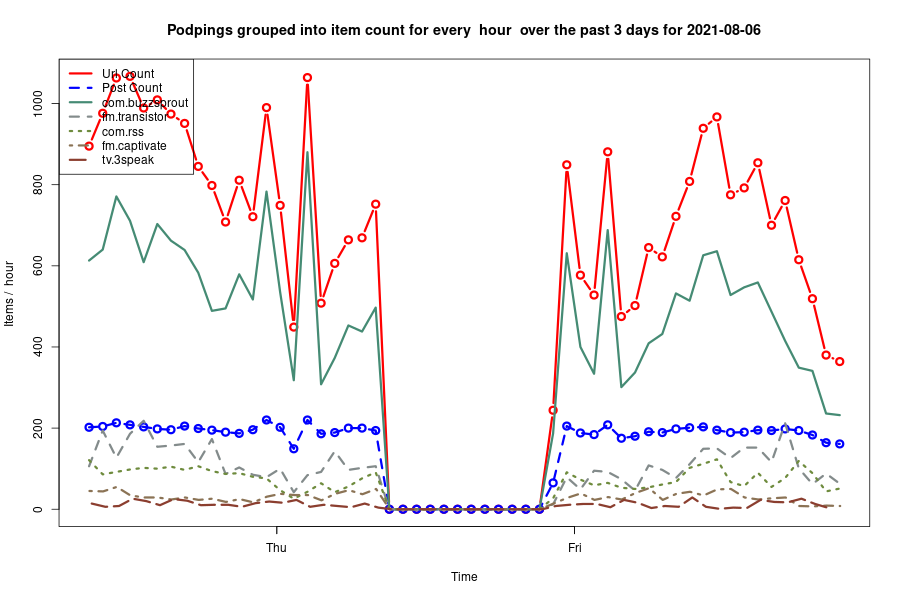 Podpings grouped into item count for every  hour  over the past 3 days for 2021-08-06
Url Count
Post Count
com.buzzsprout
fm.transistor
com.rss
fm.captivate
tv.3speak
Items /  hour
1000
800
600
400
200
0
Thu
Fri
Time